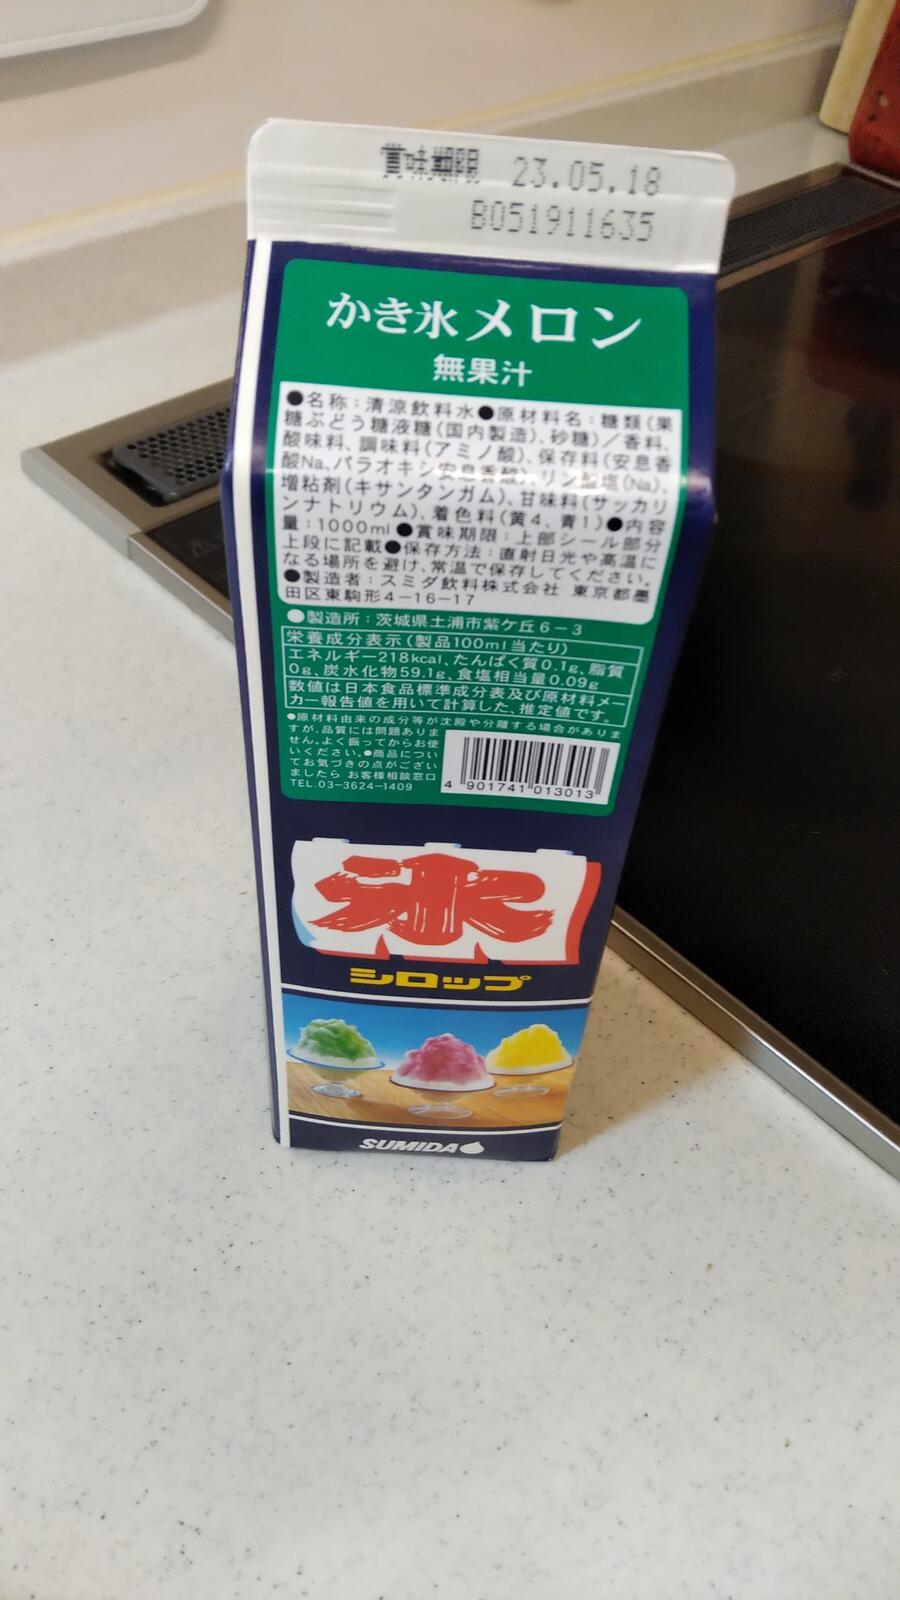 賞味期限 23.05.18
B051911635
かき氷メロン
無果汁
●名称：清涼飲料水●原材料名：糖類（果
糖ぶどう糖液糖（国内製造）、砂糖）／香料、
酸味料、調味料（アミノ酸）、保存料（安息香
酸Na、パラオキシ安息香酸）、リン酸塩（Na）、
増粘剤（キサンタンガム）、甘味料（サッカリ
ンナトリウム）、着色料（黄4、青1）●内容
量：1000ml●賞味期限：上部シール部分
上段に記載●保存方法：直射日光や高温に
なる場所を避け、常温で保存してください。
●製造者：スミダ飲料株式会社 東京都墨
田区東駒形4－16－17
●製造所：茨城県土浦市紫ケ丘6－3
栄養成分表示（製品100ml当たり）
エネルギー218kcal、たんぱく質0.1g、脂質
0g、炭水化物59.1g、食塩相当量0.09g
数値は日本食品標準成分表及び原材料メー
カー報告値を用いて計算した、推定値です。
●原材料由来の成分等が沈殿や分離する場合がありま
すが、品質には問題ありま
せん。よく振ってからお使
いください。●商品につい
てお気づきの点がござい
ましたら お客様相談窓口
TEL.03-3624-1409
4 901741 013013
氷
シロップ
SUMIDA